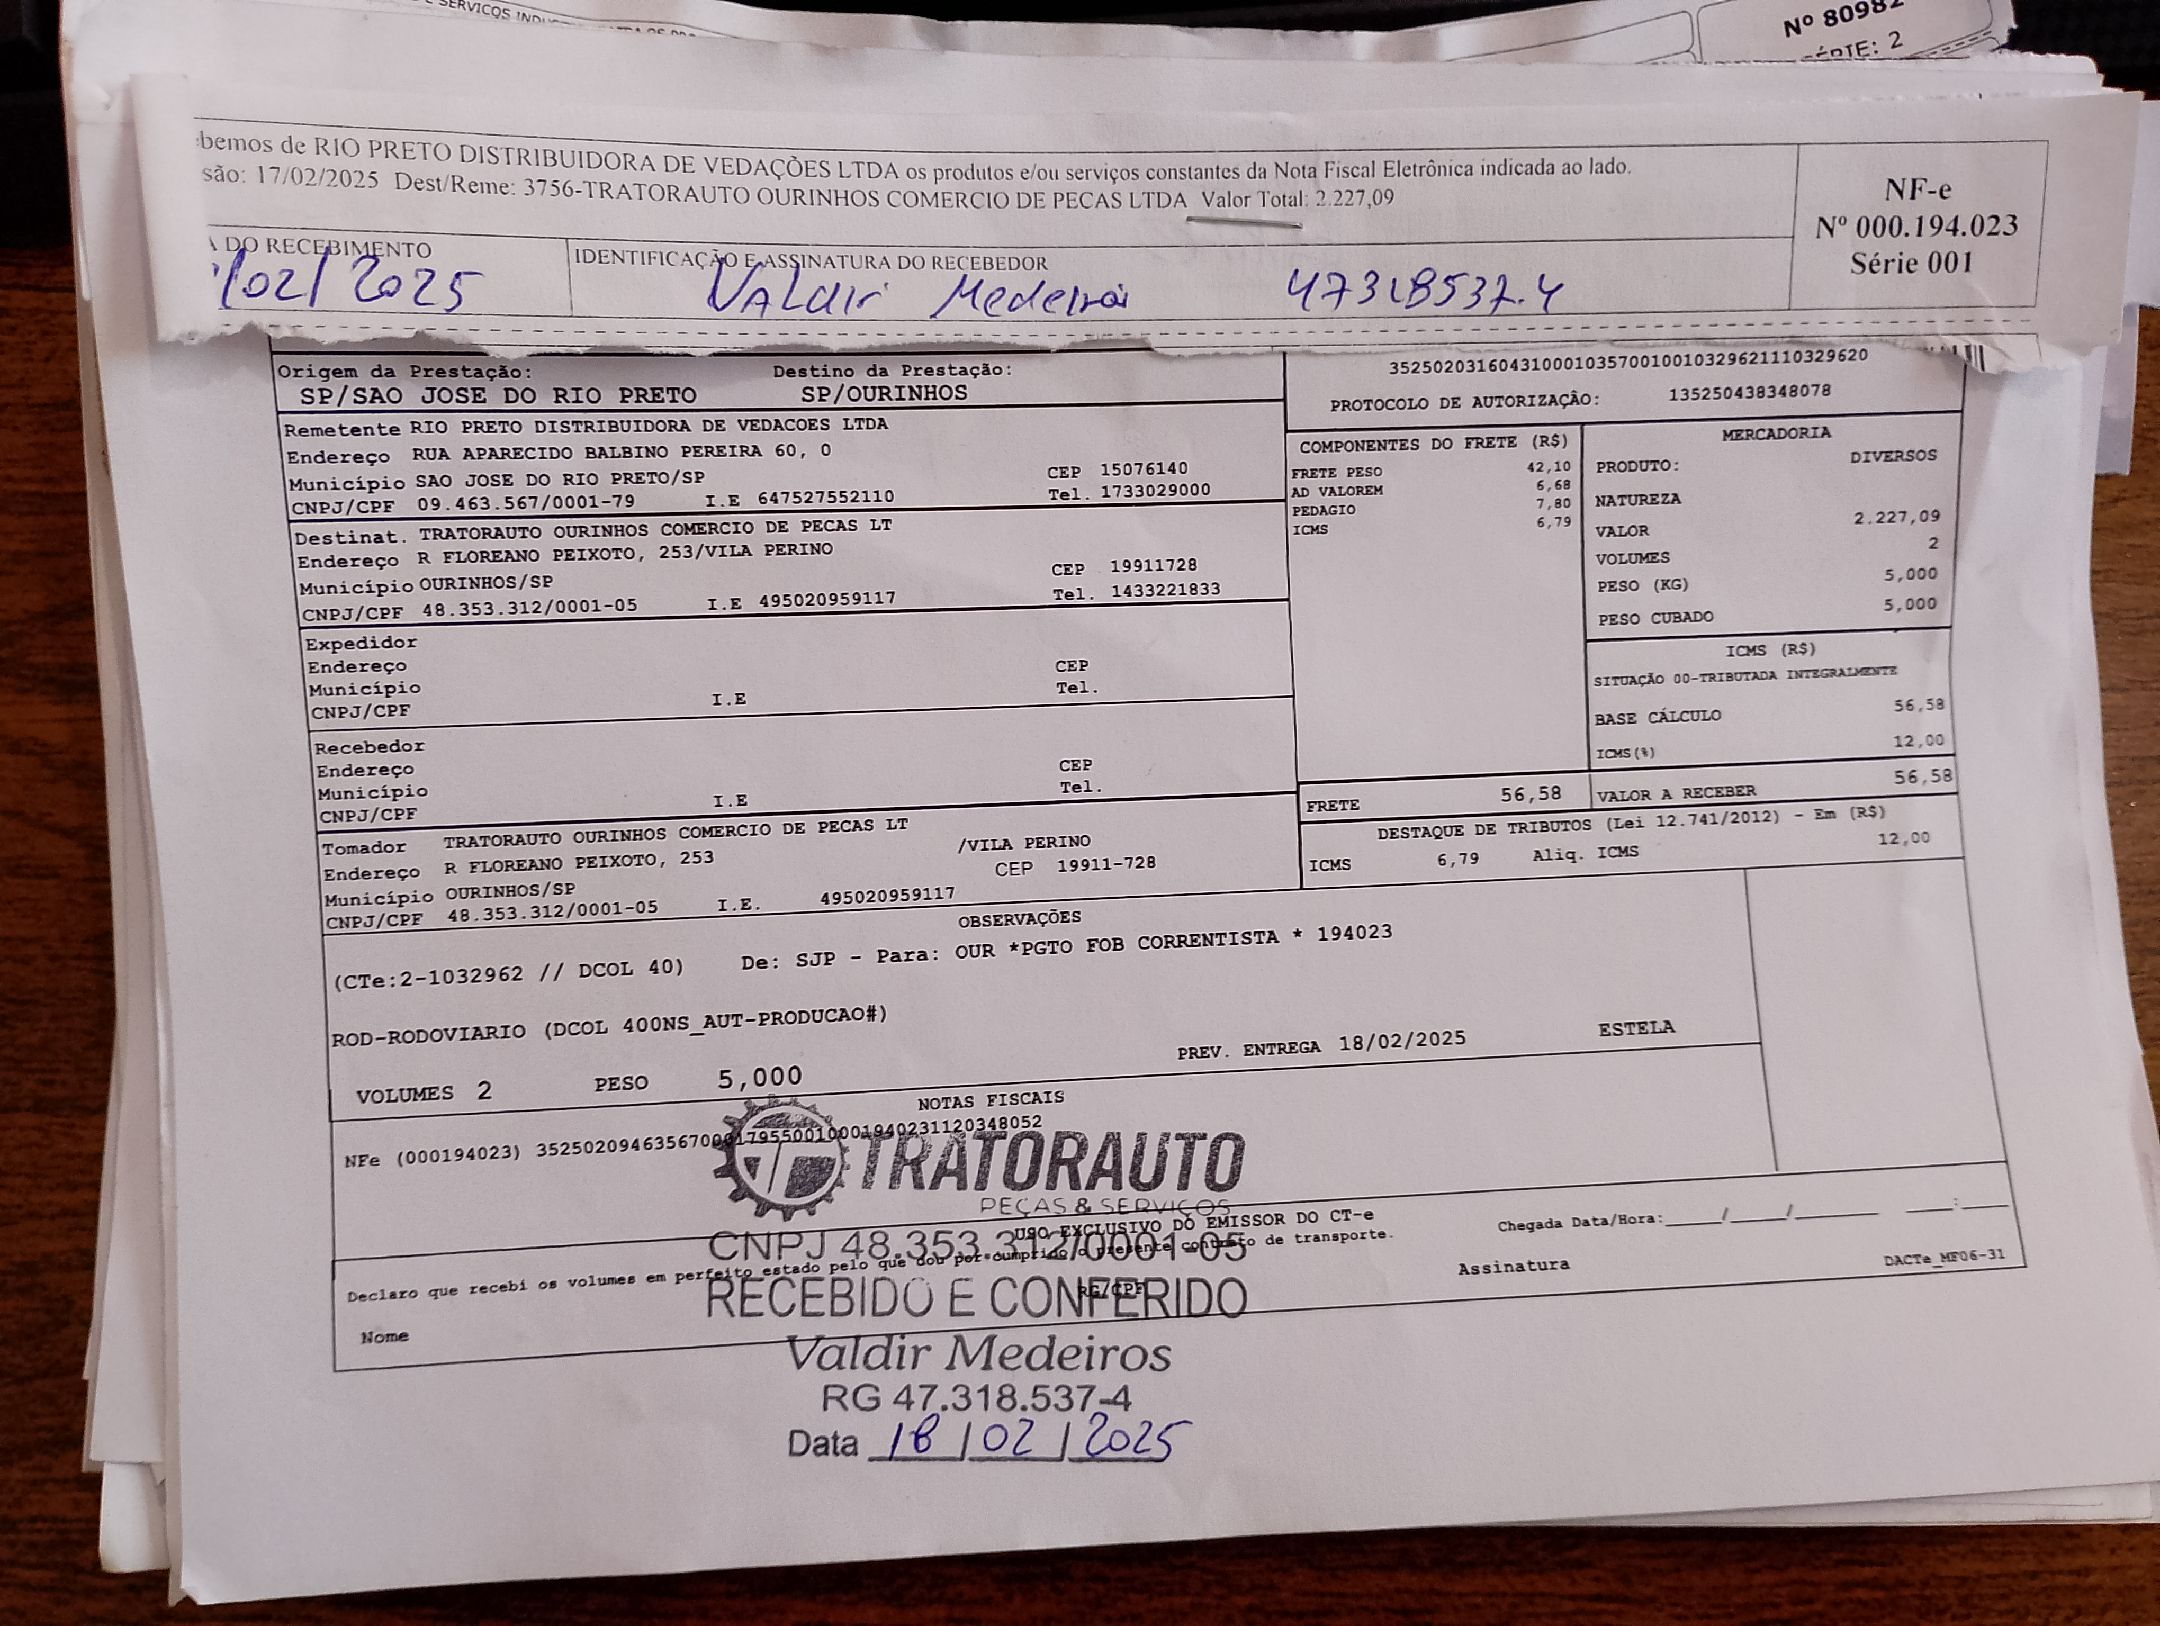 SERVIÇOS
Nº 80982
SÉRIE: 2
bemos de RIO PRETO DISTRIBUIDORA DE VEDAÇÕES LTDA os produtos e/ou serviços constantes da Nota Fiscal Eletrônica indicada ao lado.
são: 17/02/2025 Dest/Reme: 3756-TRATORAUTO OURINHOS COMERCIO DE PECAS LTDA Valor Total: 2.227,09
NF-e
Nº 000.194.023
Série 001
DO RECEBIMENTO
/02/2025
IDENTIFICAÇÃO E ASSINATURA DO RECEBEDOR
Valdir Medeiros 47318537.4
Origem da Prestação: Destino da Prestação:
SP/SAO JOSE DO RIO PRETO SP/OURINHOS
35250203160431000103570010010329621110329620
PROTOCOLO DE AUTORIZAÇÃO: 135250438348078
Remetente RIO PRETO DISTRIBUIDORA DE VEDACOES LTDA
Endereço RUA APARECIDO BALBINO PEREIRA 60, 0
Município SAO JOSE DO RIO PRETO/SP CEP 15076140
CNPJ/CPF 09.463.567/0001-79 I.E 647527552110 Tel. 1733029000
Destinat. TRATORAUTO OURINHOS COMERCIO DE PECAS LT
Endereço R FLOREANO PEIXOTO, 253/VILA PERINO
Município OURINHOS/SP CEP 19911728
CNPJ/CPF 48.353.312/0001-05 I.E 495020959117 Tel. 1433221833
Expedidor
Endereço
Município CEP
CNPJ/CPF I.E Tel.
Recebedor
Endereço
Município CEP
CNPJ/CPF I.E Tel.
Tomador TRATORAUTO OURINHOS COMERCIO DE PECAS LT
Endereço R FLOREANO PEIXOTO, 253 /VILA PERINO
Município OURINHOS/SP CEP 19911-728
CNPJ/CPF 48.353.312/0001-05 I.E. 495020959117
COMPONENTES DO FRETE (R$)
FRETE PESO 42,10
AD VALOREM 6,68
PEDAGIO 7,80
ICMS 6,79
MERCADORIA
PRODUTO: DIVERSOS
NATUREZA
VALOR 2.227,09
VOLUMES 2
PESO (KG) 5,000
PESO CUBADO 5,000
ICMS (R$)
SITUAÇÃO 00-TRIBUTADA INTEGRALMENTE
BASE CÁLCULO 56,58
ICMS(%) 12,00
FRETE 56,58 VALOR A RECEBER 56,58
DESTAQUE DE TRIBUTOS (Lei 12.741/2012) - Em (R$)
ICMS 6,79 Aliq. ICMS 12,00
OBSERVAÇÕES
(CTe:2-1032962 // DCOL 40) De: SJP - Para: OUR *PGTO FOB CORRENTISTA * 194023
ROD-RODOVIARIO (DCOL 400NS_AUT-PRODUCAO#)
PREV. ENTREGA 18/02/2025 ESTELA
VOLUMES 2 PESO 5,000
NOTAS FISCAIS
NFe (000194023) 35250209463567000179550010001940231120348052
TRATORAUTO
PEÇAS & SERVIÇOS
CNPJ 48.353.312/0001-05
RECEBIDO E CONFERIDO
Valdir Medeiros
RG 47.318.537-4
Data 18/02/2025
USO EXCLUSIVO DO EMISSOR DO CT-e
Declaro que recebi os volumes em perfeito estado pelo que dou por cumprido o presente contrato de transporte.
Chegada Data/Hora: / / :
Nome RG/CPF Assinatura
DACTe_MF06-31